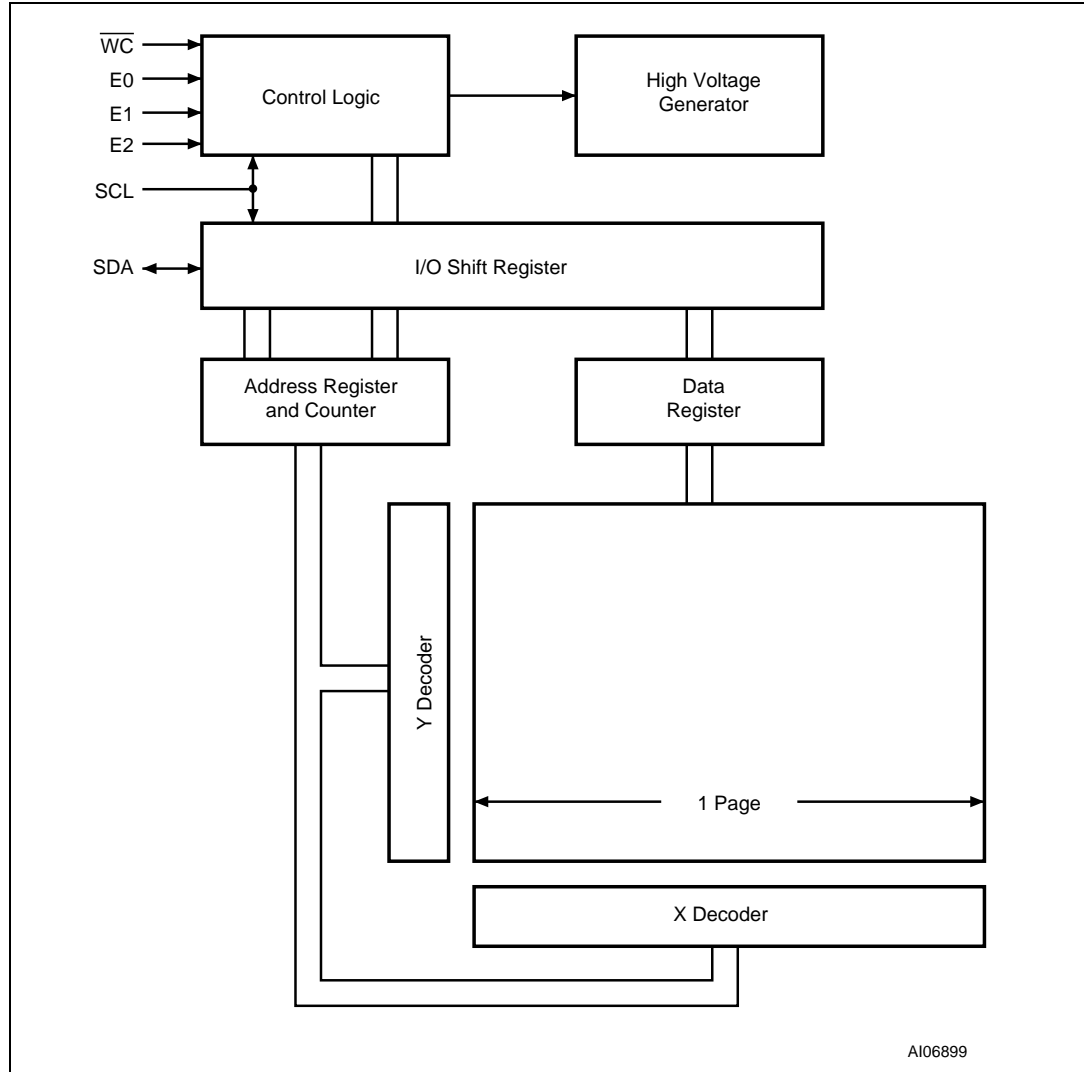 W̅C̅
E0
E1
E2
SCL
SDA
Control Logic
High Voltage
Generator
I/O Shift Register
Address Register
and Counter
Data
Register
Y Decoder
1 Page
X Decoder
AI06899